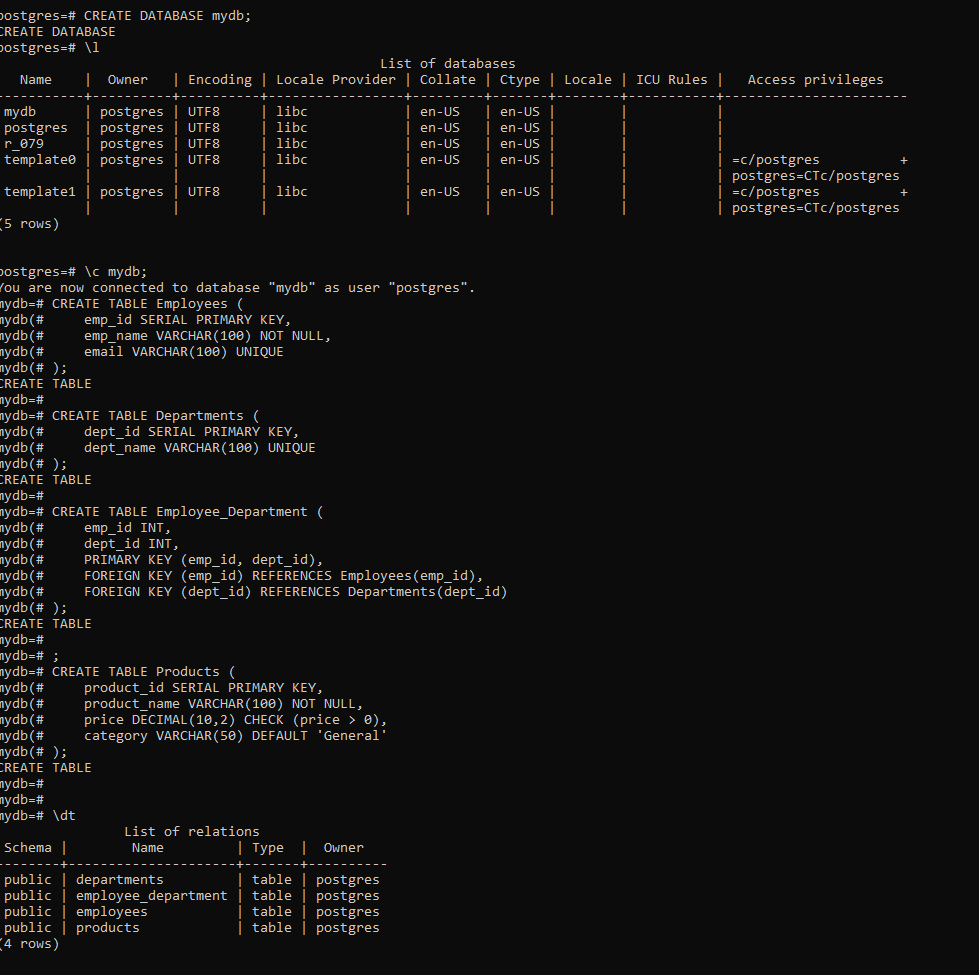 postgres=# CREATE DATABASE mydb;
CREATE DATABASE
postgres=# \l
List of databases
Name | Owner | Encoding | Locale Provider | Collate | Ctype | Locale | ICU Rules | Access privileges
-----------+----------+----------+-----------------+---------+-------+--------+-----------+-----------------------
mydb | postgres | UTF8 | libc | en-US | en-US | | |
postgres | postgres | UTF8 | libc | en-US | en-US | | |
r_079 | postgres | UTF8 | libc | en-US | en-US | | |
template0 | postgres | UTF8 | libc | en-US | en-US | | | =c/postgres +
| | | | | | | | postgres=CTc/postgres
template1 | postgres | UTF8 | libc | en-US | en-US | | | =c/postgres +
| | | | | | | | postgres=CTc/postgres
(5 rows)
postgres=# \c mydb;
You are now connected to database "mydb" as user "postgres".
mydb=# CREATE TABLE Employees (
mydb(# emp_id SERIAL PRIMARY KEY,
mydb(# emp_name VARCHAR(100) NOT NULL,
mydb(# email VARCHAR(100) UNIQUE
mydb(# );
CREATE TABLE
mydb=#
mydb=# CREATE TABLE Departments (
mydb(# dept_id SERIAL PRIMARY KEY,
mydb(# dept_name VARCHAR(100) UNIQUE
mydb(# );
CREATE TABLE
mydb=#
mydb=# CREATE TABLE Employee_Department (
mydb(# emp_id INT,
mydb(# dept_id INT,
mydb(# PRIMARY KEY (emp_id, dept_id),
mydb(# FOREIGN KEY (emp_id) REFERENCES Employees(emp_id),
mydb(# FOREIGN KEY (dept_id) REFERENCES Departments(dept_id)
mydb(# );
CREATE TABLE
mydb=#
mydb=# ;
mydb=# CREATE TABLE Products (
mydb(# product_id SERIAL PRIMARY KEY,
mydb(# product_name VARCHAR(100) NOT NULL,
mydb(# price DECIMAL(10,2) CHECK (price > 0),
mydb(# category VARCHAR(50) DEFAULT 'General'
mydb(# );
CREATE TABLE
mydb=#
mydb=#
mydb=# \dt
List of relations
Schema | Name | Type | Owner
--------+---------------------+-------+----------
public | departments | table | postgres
public | employee_department | table | postgres
public | employees | table | postgres
public | products | table | postgres
(4 rows)